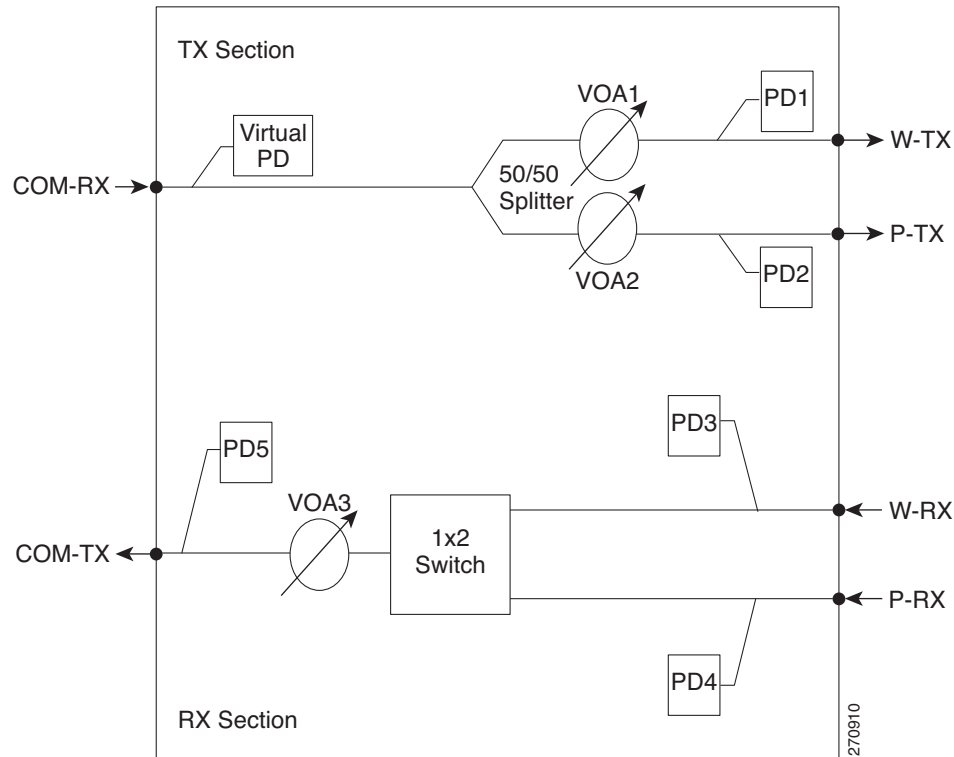 TX Section
VOA1
PD1
Virtual
PD
W-TX
COM-RX
50/50
Splitter
P-TX
VOA2
PD2
PD3
PD5
VOA3
W-RX
1x2
Switch
COM-TX
P-RX
PD4
RX Section
270910